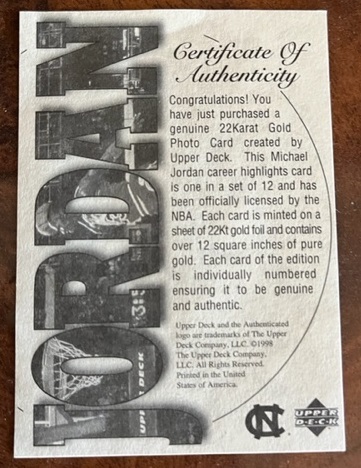 JORDAN
Certificate Of
Authenticity
Congratulations! You
have just purchased a
genuine 22Karat Gold
Photo Card created by
Upper Deck. This Michael
Jordan career highlights card
is one in a set of 12 and has
been officially licensed by the
NBA. Each card is minted on a
sheet of 22Kt gold foil and contains
over 12 square inches of pure
gold. Each card of the edition
is individually numbered
ensuring it to be genuine
and authentic.
Upper Deck and the Authenticated
logo are trademarks of The Upper
Deck Company, LLC. ©1998
The Upper Deck Company,
LLC. All Rights Reserved.
Printed in the United
States of America.
NC
UPPER
DECK